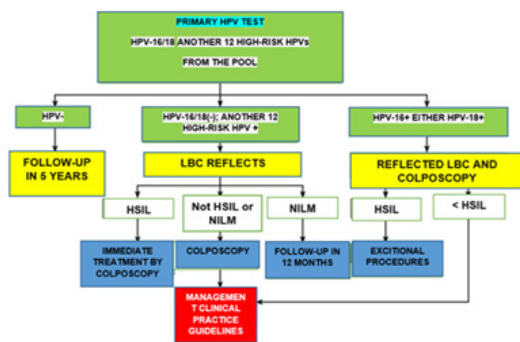 PRIMARY HPV TEST
HPV-16/18 ANOTHER 12 HIGH-RISK HPVs
FROM THE POOL
HPV-
HPV-16/18(-); ANOTHER 12
HIGH-RISK HPV +
HPV-16+ EITHER HPV-18+
FOLLOW-UP
IN 5 YEARS
LBC REFLECTS
REFLECTED LBC AND
COLPOSCOPY
HSIL
Not HSIL or
NILM
NILM
HSIL
< HSIL
IMMEDIATE
TREATMENT BY
COLPOSCOPY
COLPOSCOPY
FOLLOW-UP IN
12 MONTHS
EXCITIONAL
PROCEDURES
MANAGEMEN
T CLINICAL
PRACTICE
GUIDELINES